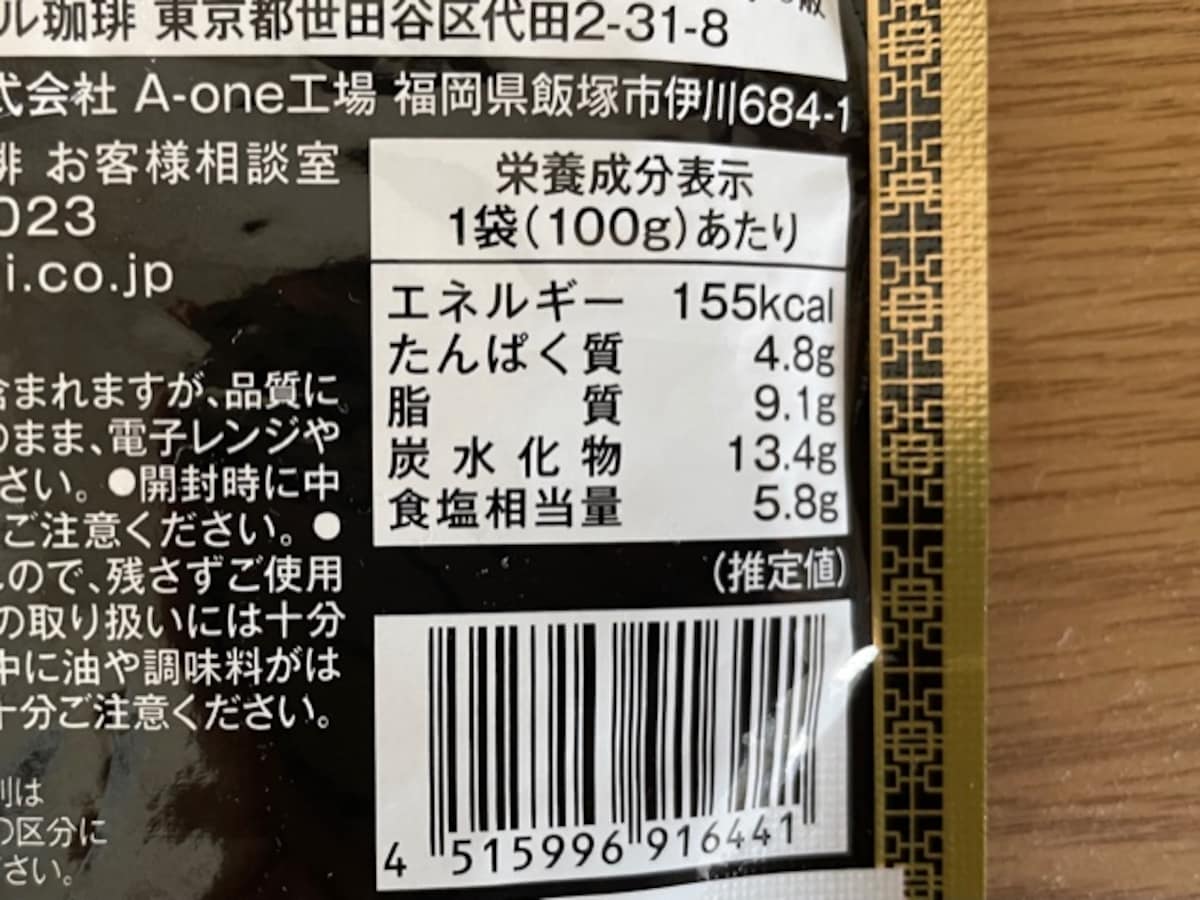 ル珈琲 東京都世田谷区代田2-31-8
式会社 A-one工場 福岡県飯塚市伊川684-1
琲 お客様相談室
023
i.co.jp
栄養成分表示
1袋(100g)あたり
エネルギー 155kcal
たんぱく質 4.8g
脂質 9.1g
炭水化物 13.4g
食塩相当量 5.8g
(推定値)
含まれますが、品質に
のまま、電子レンジや
さい。●開封時に中
ご注意ください。●
ので、残さずご使用
の取り扱いには十分
中に油や調味料がは
十分ご注意ください。
別は
の区分に
ださい。
4 515996 916441